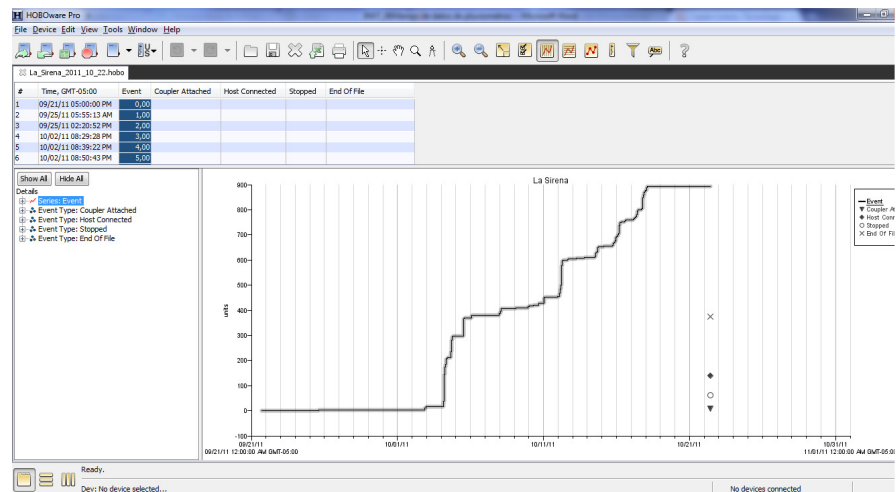 HOBOware Pro
File Device Edit View Tools Window Help
La_Sirena_2011_10_22.hobo
# Time, GMT-05:00 Event Coupler Attached Host Connected Stopped End Of File
1 09/21/11 05:00:00 PM 0,00
2 09/25/11 05:55:13 AM 1,00
3 09/25/11 02:20:52 PM 2,00
4 10/02/11 08:29:28 PM 3,00
5 10/02/11 08:39:22 PM 4,00
6 10/02/11 08:50:43 PM 5,00
Show All Hide All
Details
Series: Event
Event Type: Coupler Attached
Event Type: Host Connected
Event Type: Stopped
Event Type: End Of File
La Sirena
900
800
700
600
500
400
300
200
100
0
-100
units
09/21/11 10/01/11 10/11/11 10/21/11 10/31/11
09/21/11 12:00:00 AM GMT-05:00 11/01/11 12:00:00 AM GMT-05:00
Event
Coupler At
Host Conn
Stopped
End Of Fil
Abc
Ready.
Dev: No device selected... No devices connected